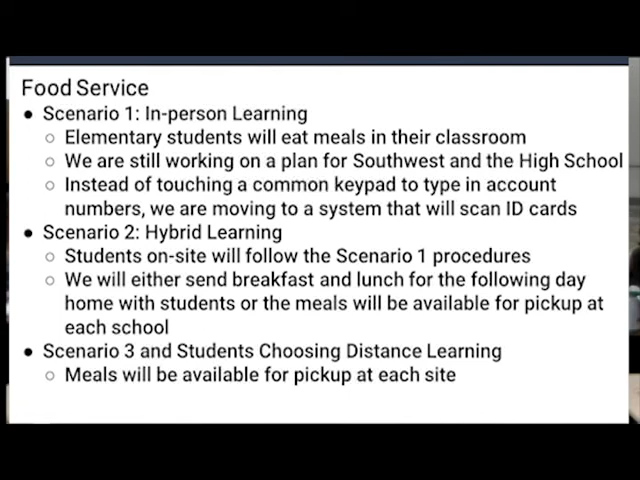 Food Service
● Scenario 1: In-person Learning
○ Elementary students will eat meals in their classroom
○ We are still working on a plan for Southwest and the High School
○ Instead of touching a common keypad to type in account
numbers, we are moving to a system that will scan ID cards
● Scenario 2: Hybrid Learning
○ Students on-site will follow the Scenario 1 procedures
○ We will either send breakfast and lunch for the following day
home with students or the meals will be available for pickup at
each school
● Scenario 3 and Students Choosing Distance Learning
○ Meals will be available for pickup at each site